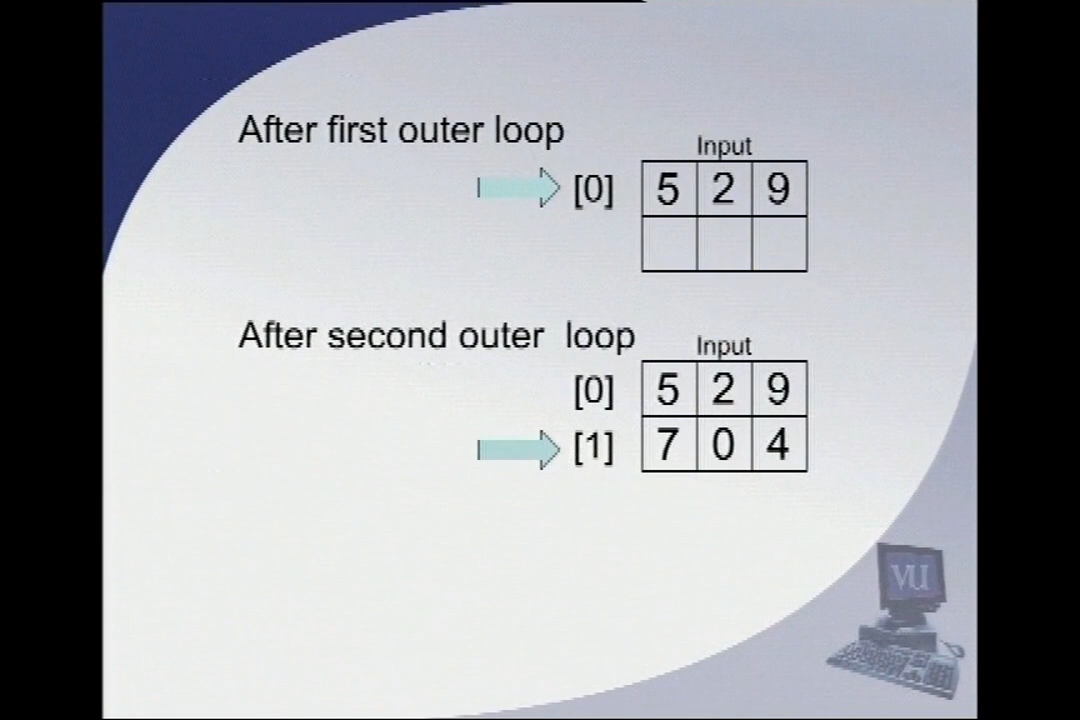 After first outer loop
Input
[0] 5 2 9
After second outer loop
Input
[0] 5 2 9
[1] 7 0 4
VU